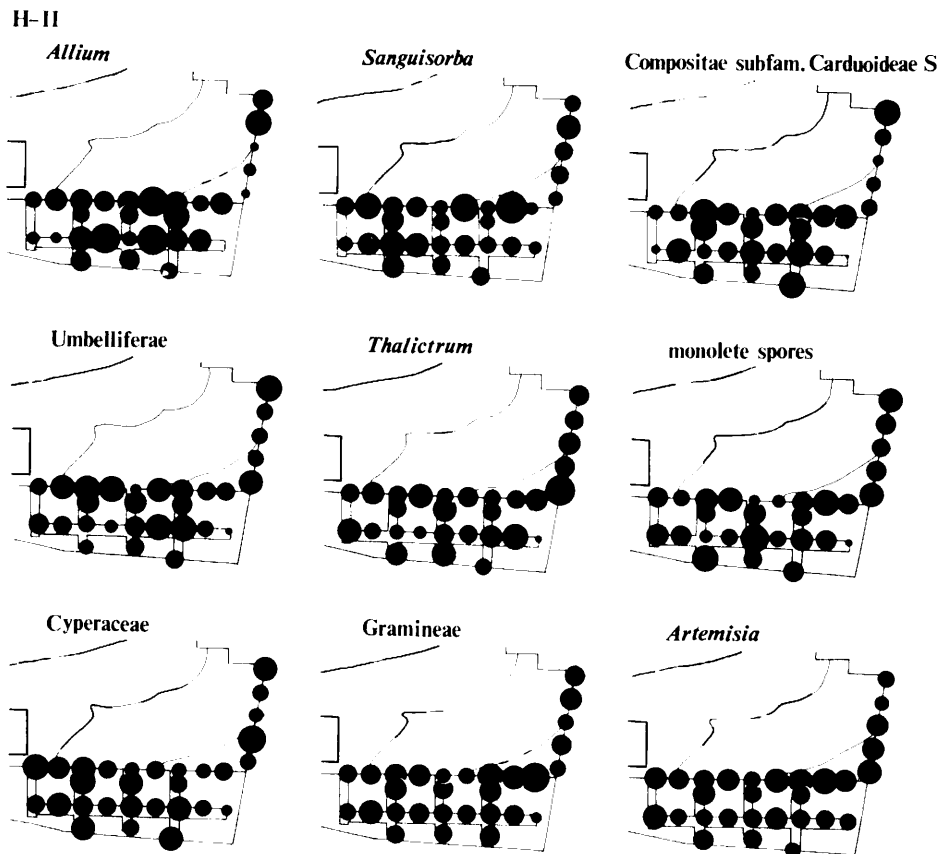 H-II
Allium
Sanguisorba
Compositae subfam. Carduoideae S
Umbelliferae
Thalictrum
monolete spores
Cyperaceae
Gramineae
Artemisia